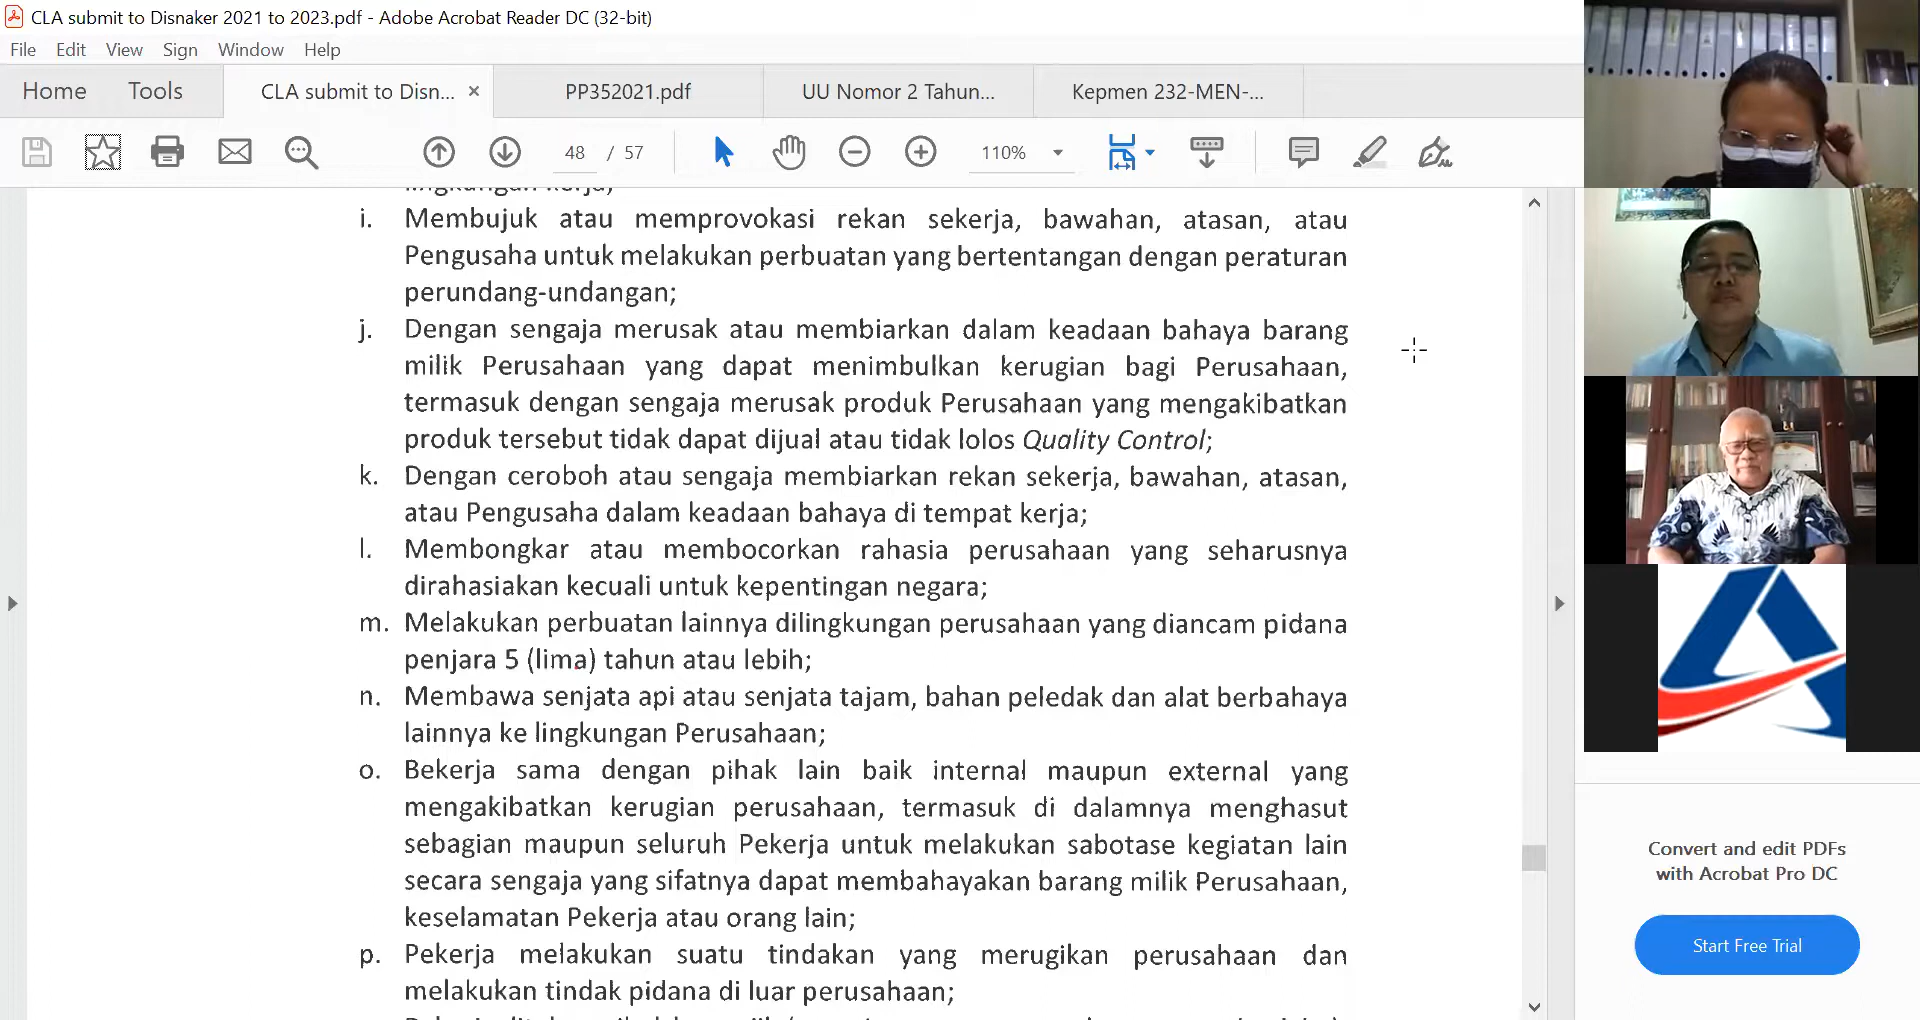 CLA submit to Disnaker 2021 to 2023.pdf - Adobe Acrobat Reader DC (32-bit)
File Edit View Sign Window Help
Home Tools CLA submit to Disn... × PP352021.pdf UU Nomor 2 Tahun... Kepmen 232-MEN-...
48 / 57 110%
lingkungan kerja;
i. Membujuk atau memprovokasi rekan sekerja, bawahan, atasan, atau
Pengusaha untuk melakukan perbuatan yang bertentangan dengan peraturan
perundang-undangan;
j. Dengan sengaja merusak atau membiarkan dalam keadaan bahaya barang
milik Perusahaan yang dapat menimbulkan kerugian bagi Perusahaan,
termasuk dengan sengaja merusak produk Perusahaan yang mengakibatkan
produk tersebut tidak dapat dijual atau tidak lolos Quality Control;
k. Dengan ceroboh atau sengaja membiarkan rekan sekerja, bawahan, atasan,
atau Pengusaha dalam keadaan bahaya di tempat kerja;
l. Membongkar atau membocorkan rahasia perusahaan yang seharusnya
dirahasiakan kecuali untuk kepentingan negara;
m. Melakukan perbuatan lainnya dilingkungan perusahaan yang diancam pidana
penjara 5 (lima) tahun atau lebih;
n. Membawa senjata api atau senjata tajam, bahan peledak dan alat berbahaya
lainnya ke lingkungan Perusahaan;
o. Bekerja sama dengan pihak lain baik internal maupun external yang
mengakibatkan kerugian perusahaan, termasuk di dalamnya menghasut
sebagian maupun seluruh Pekerja untuk melakukan sabotase kegiatan lain
secara sengaja yang sifatnya dapat membahayakan barang milik Perusahaan,
keselamatan Pekerja atau orang lain;
p. Pekerja melakukan suatu tindakan yang merugikan perusahaan dan
melakukan tindak pidana di luar perusahaan;
Convert and edit PDFs
with Acrobat Pro DC
Start Free Trial